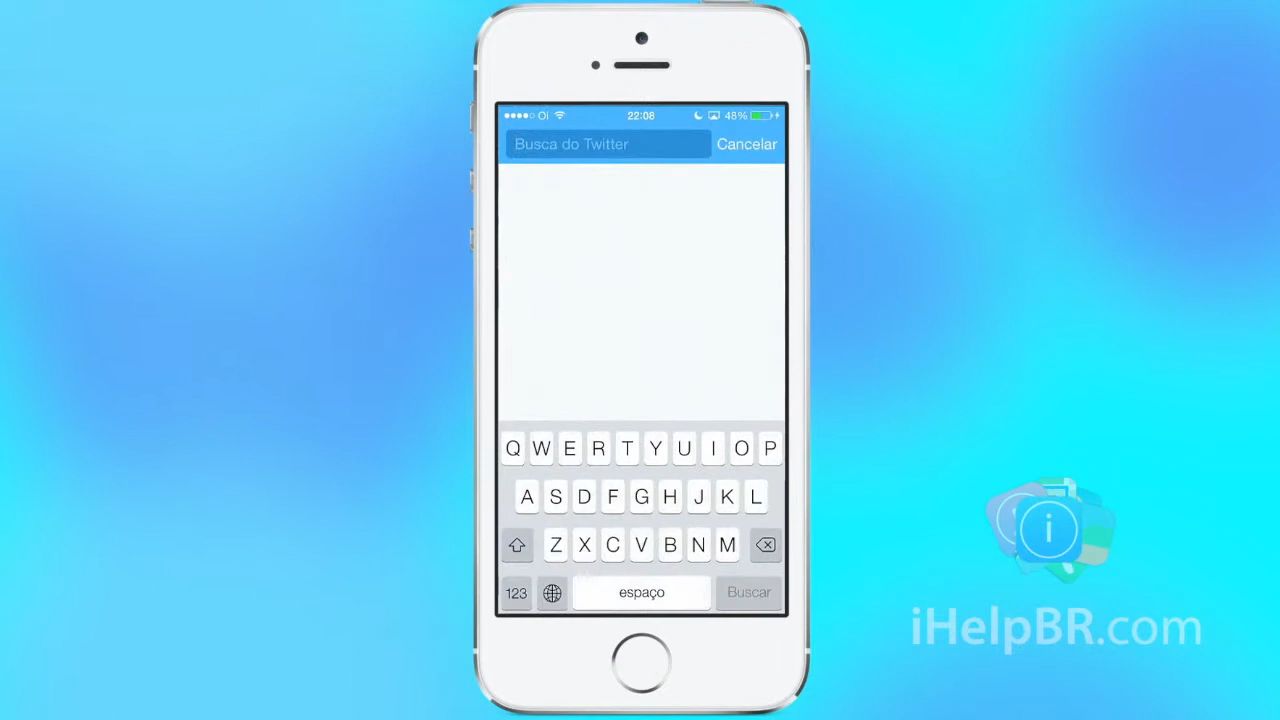 Oi 22:08 48%
Busca do Twitter Cancelar
Q W E R T Y U I O P
A S D F G H J K L
Z X C V B N M
123 espaço Buscar
i
iHelpBR.com